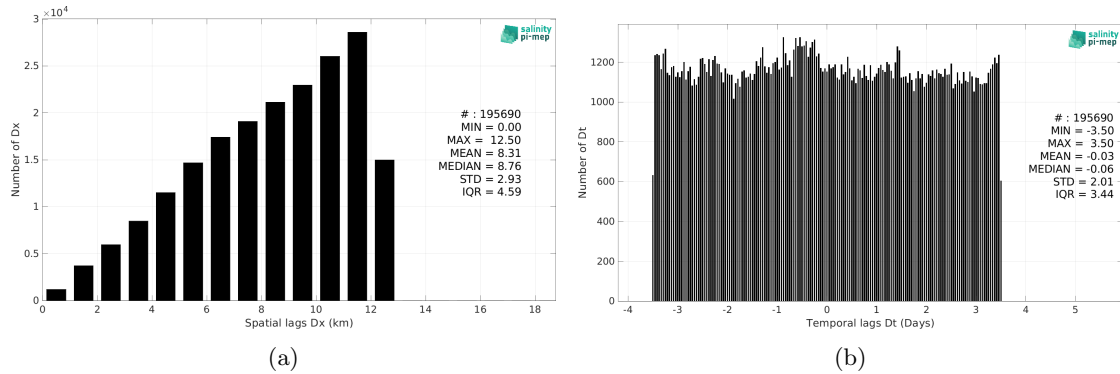 ×10⁴
3
2.5
2
1.5
1
0.5
0
0 2 4 6 8 10 12 14 16 18
Number of Dx
Spatial lags Dx (km)
salinity
pi-mep
# : 195690
MIN = 0.00
MAX = 12.50
MEAN = 8.31
MEDIAN = 8.76
STD = 2.93
IQR = 4.59
(a)
1200
1000
800
600
400
200
0
-4 -3 -2 -1 0 1 2 3 4 5
Number of Dt
Temporal lags Dt (Days)
salinity
pi-mep
# : 195690
MIN = -3.50
MAX = 3.50
MEAN = -0.03
MEDIAN = -0.06
STD = 2.01
IQR = 3.44
(b)